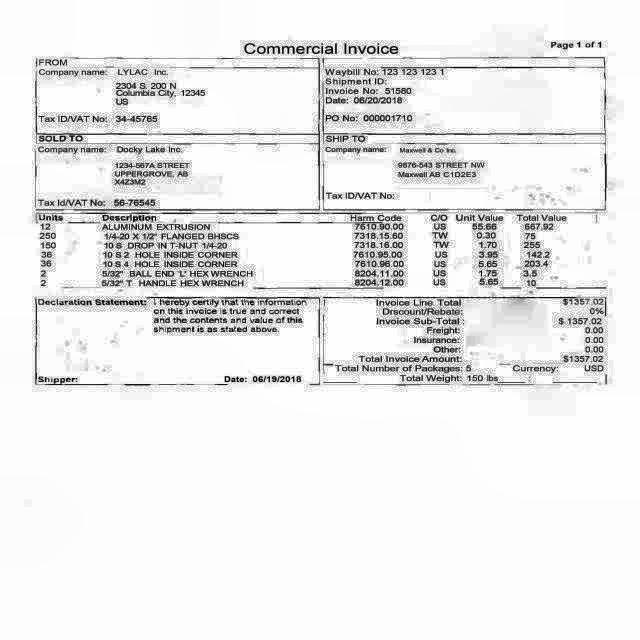 Commercial Invoice
Page 1 of 1
FROM
Company name: LYLAC Inc.
2304 S. 200 N
Columbia City, 12345
US
Tax ID/VAT No: 34-45765
Waybill No: 123 123 123 1
Shipment ID:
Invoice No: 51580
Date: 06/20/2018
PO No: 000001710
SOLD TO
Company name: Docky Lake Inc.
1234-567A STREET
UPPERGROVE, AB
X4Z3M2
Tax Id/VAT No: 56-76545
SHIP TO
Company name: Maxwell & Co Inc.
9876-543 STREET NW
Maxwell AB C1D2E3
Tax ID/VAT No:
Units Description Harm Code C/O Unit Value Total Value
12 ALUMINUM EXTRUSION 7610.90.00 US 55.66 667.92
250 1/4-20 X 1/2" FLANGED BHSCS 7318.15.60 TW 0.30 75
150 10 S DROP IN T-NUT 1/4-20 7318.16.00 TW 1.70 255
36 10 S 2 HOLE INSIDE CORNER 7610.95.00 US 3.95 142.2
36 10 S 4 HOLE INSIDE CORNER 7610.96.00 US 5.65 203.4
2 5/32" BALL END 'L' HEX WRENCH 8204.11.00 US 1.75 3.5
2 5/32" T HANDLE HEX WRENCH 8204.12.00 US 5.65 10
Declaration Statement: I hereby certify that the information
on this invoice is true and correct
and the contents and value of this
shipment is as stated above.
Shipper: Date: 06/19/2018
Invoice Line Total $1357.02
Discount/Rebate: 0%
Invoice Sub-Total: $ 1357.02
Freight: 0.00
Insurance: 0.00
Other: 0.00
Total Invoice Amount: $1357.02
Total Number of Packages: 5 Currency: USD
Total Weight: 150 lbs